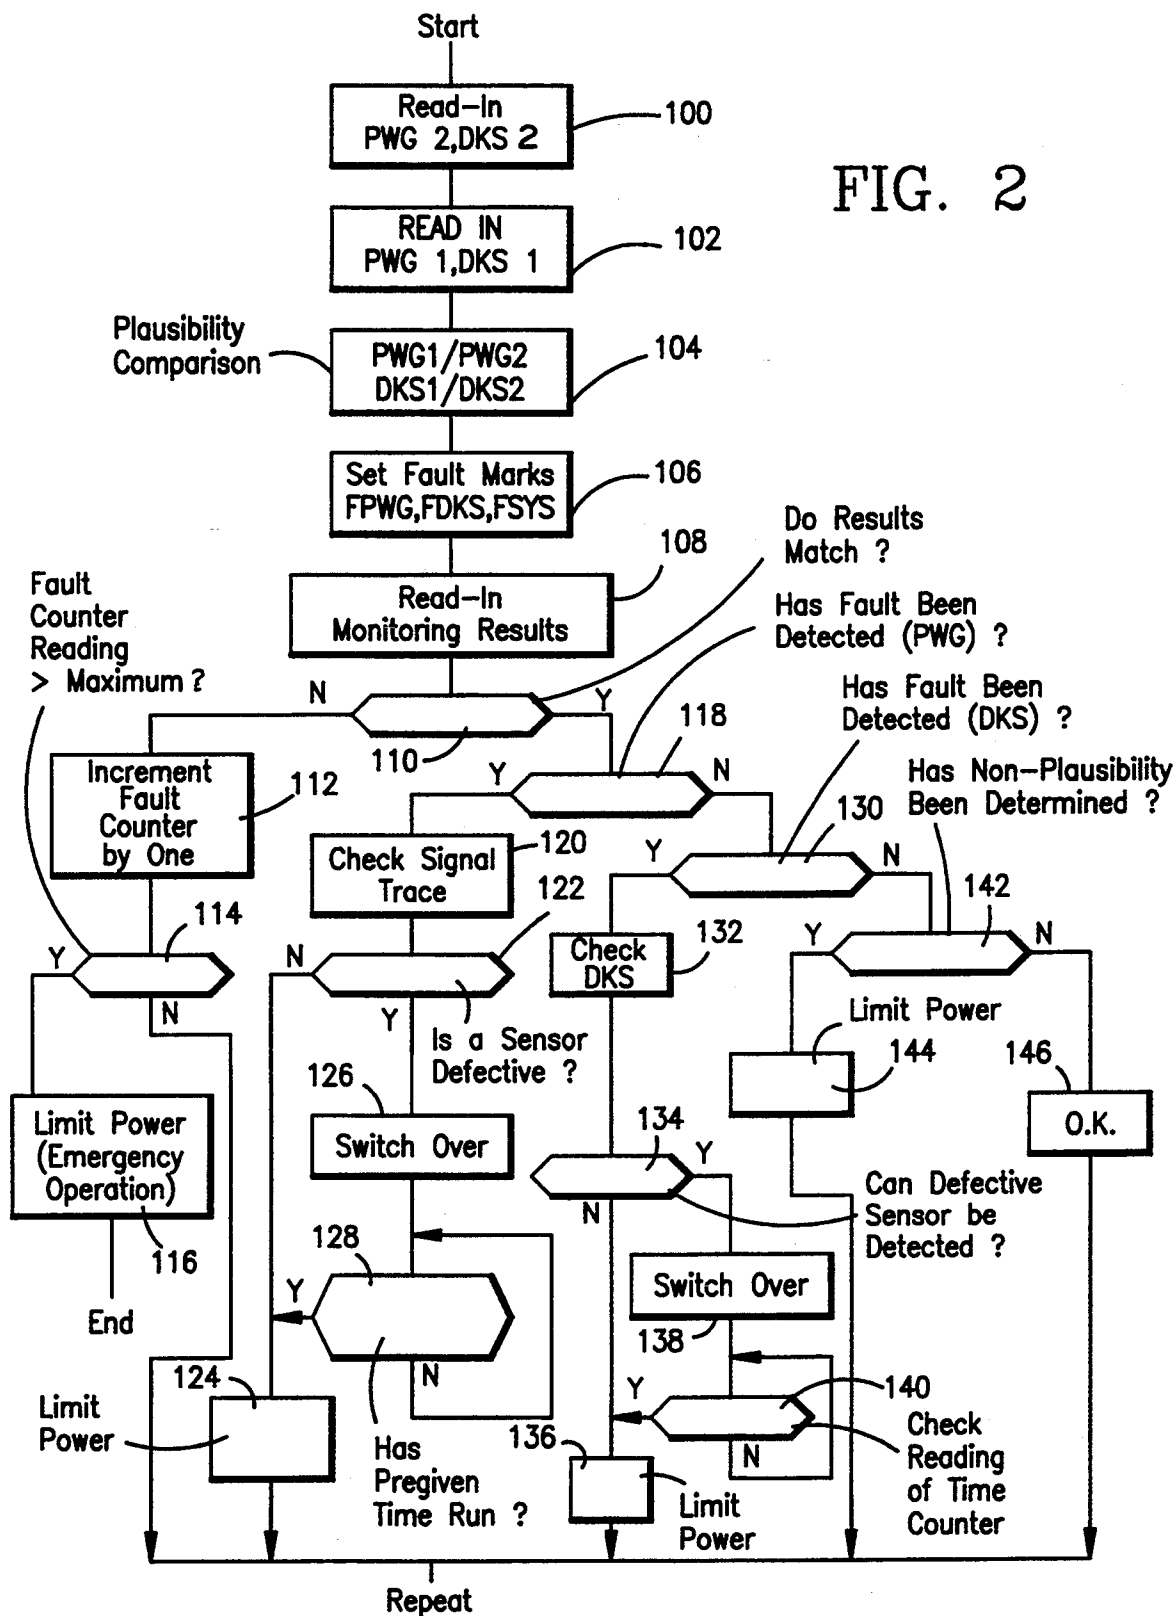 Start
Read-In
PWG 2,DKS 2
100
FIG. 2
READ IN
PWG 1,DKS 1
102
Plausibility
Comparison
PWG1/PWG2
DKS1/DKS2
104
Set Fault Marks
FPWG,FDKS,FSYS
106
Do Results
Match ?
108
Read-In
Monitoring Results
Fault
Counter
Reading
> Maximum ?
Has Fault Been
Detected (PWG) ?
N
Y
110
Has Fault Been
Detected (DKS) ?
118
Y
N
Increment
Fault
Counter
by One
112
Has Non-Plausibility
Been Determined ?
120
Check Signal
Trace
130
Y
N
122
114
Y
N
N
Y
Is a Sensor
Defective ?
132
Check
DKS
142
Y
N
Limit Power
144
146
O.K.
Limit Power
(Emergency
Operation)
116
End
126
Switch Over
134
Y
N
Can Defective
Sensor be
Detected ?
128
Y
N
Switch Over
138
124
Limit
Power
Has
Pregiven
Time Run ?
140
Y
N
Check
Reading
of Time
Counter
136
Limit
Power
Repeat